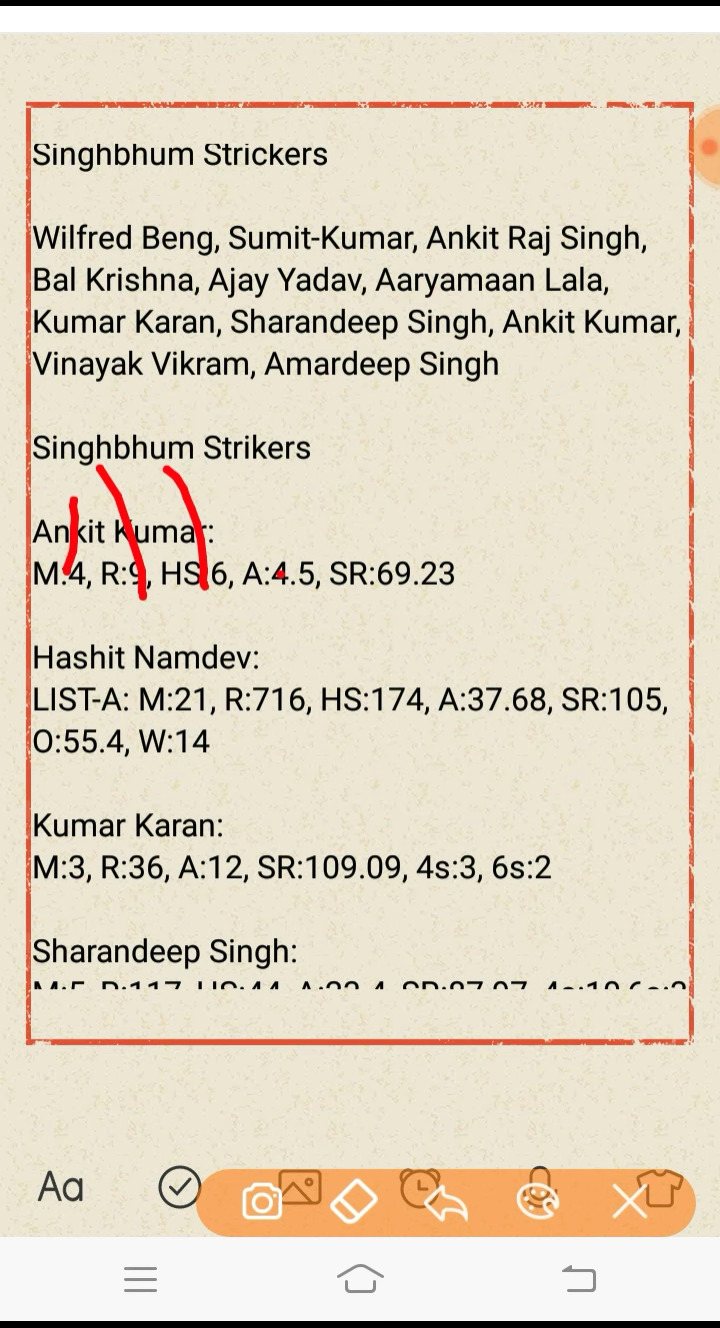 Singhbhum Strickers
Wilfred Beng, Sumit-Kumar, Ankit Raj Singh,
Bal Krishna, Ajay Yadav, Aaryamaan Lala,
Kumar Karan, Sharandeep Singh, Ankit Kumar,
Vinayak Vikram, Amardeep Singh
Singhbhum Strikers
Ankit Kumar:
M:4, R:9, HS:6, A:4.5, SR:69.23
Hashit Namdev:
LIST-A: M:21, R:716, HS:174, A:37.68, SR:105,
O:55.4, W:14
Kumar Karan:
M:3, R:36, A:12, SR:109.09, 4s:3, 6s:2
Sharandeep Singh:
Aa